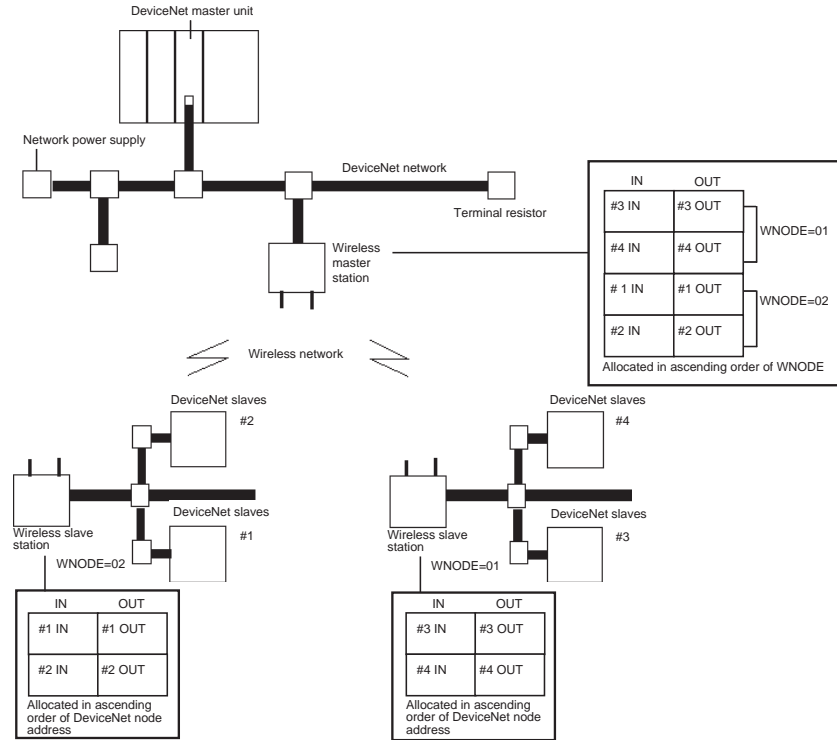 DeviceNet master unit
Network power supply
DeviceNet network
Terminal resistor
Wireless
master
station
IN OUT
#3 IN #3 OUT
WNODE=01
#4 IN #4 OUT
# 1 IN #1 OUT
WNODE=02
#2 IN #2 OUT
Allocated in ascending order of WNODE
Wireless network
DeviceNet slaves
#2
DeviceNet slaves
#1
Wireless slave
station
WNODE=02
IN OUT
#1 IN #1 OUT
#2 IN #2 OUT
Allocated in ascending
order of DeviceNet node
address
DeviceNet slaves
#4
DeviceNet slaves
#3
Wireless slave
station
WNODE=01
IN OUT
#3 IN #3 OUT
#4 IN #4 OUT
Allocated in ascending
order of DeviceNet node
address